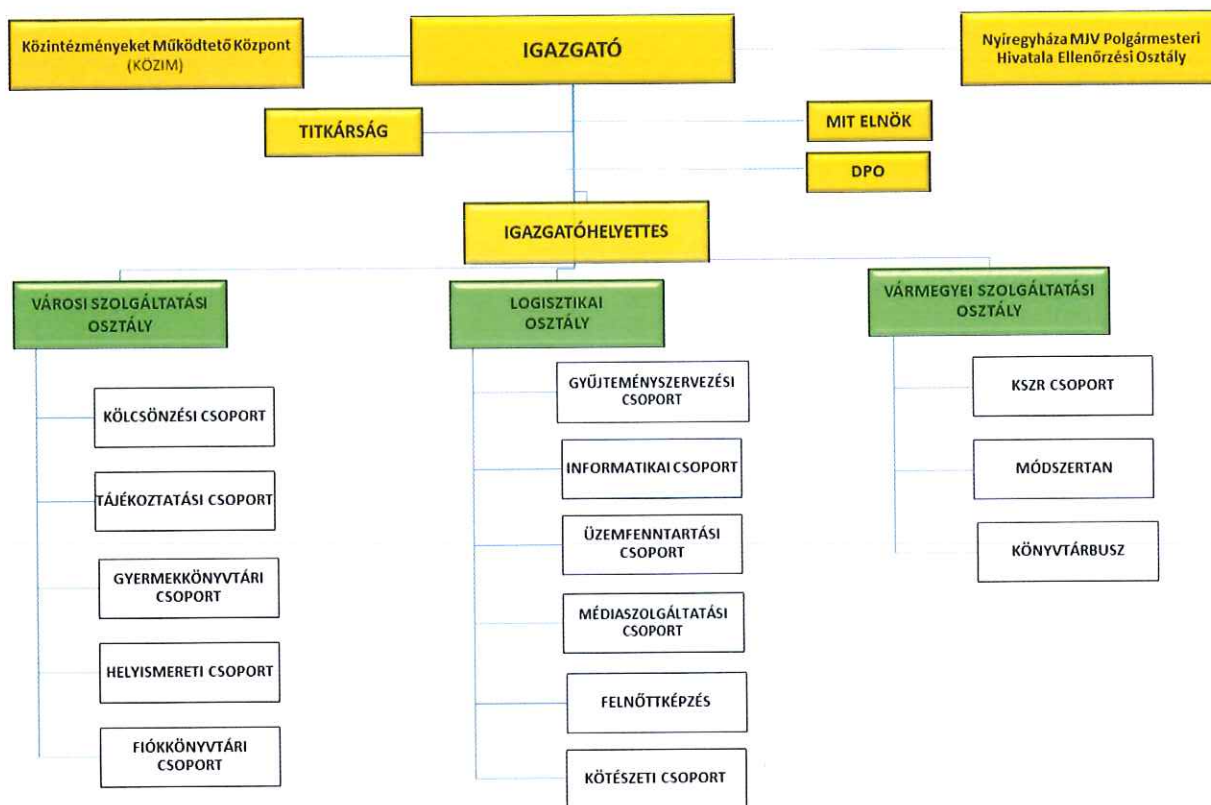 Közintézményeket Működtető Központ
(KÖZIM)
IGAZGATÓ
Nyíregyháza MJV Polgármesteri
Hivatala Ellenőrzési Osztály
TITKÁRSÁG
MIT ELNÖK
DPO
IGAZGATÓHELYETTES
VÁROSI SZOLGÁLTATÁSI
OSZTÁLY
KÖLCSÖNZÉSI CSOPORT
TÁJÉKOZTATÁSI CSOPORT
GYERMEKKÖNYVTÁRI
CSOPORT
HELYISMERETI CSOPORT
FIÓKKÖNYVTÁRI
CSOPORT
LOGISZTIKAI
OSZTÁLY
GYŰJTEMÉNYSZERVEZÉSI
CSOPORT
INFORMATIKAI CSOPORT
ÜZEMFENNTARTÁSI
CSOPORT
MÉDIASZOLGÁLTATÁSI
CSOPORT
FELNŐTTKÉPZÉS
KÖTÉSZETI CSOPORT
VÁRMEGYEI SZOLGÁLTATÁSI
OSZTÁLY
KSZR CSOPORT
MÓDSZERTAN
KÖNYVTÁRBUSZ